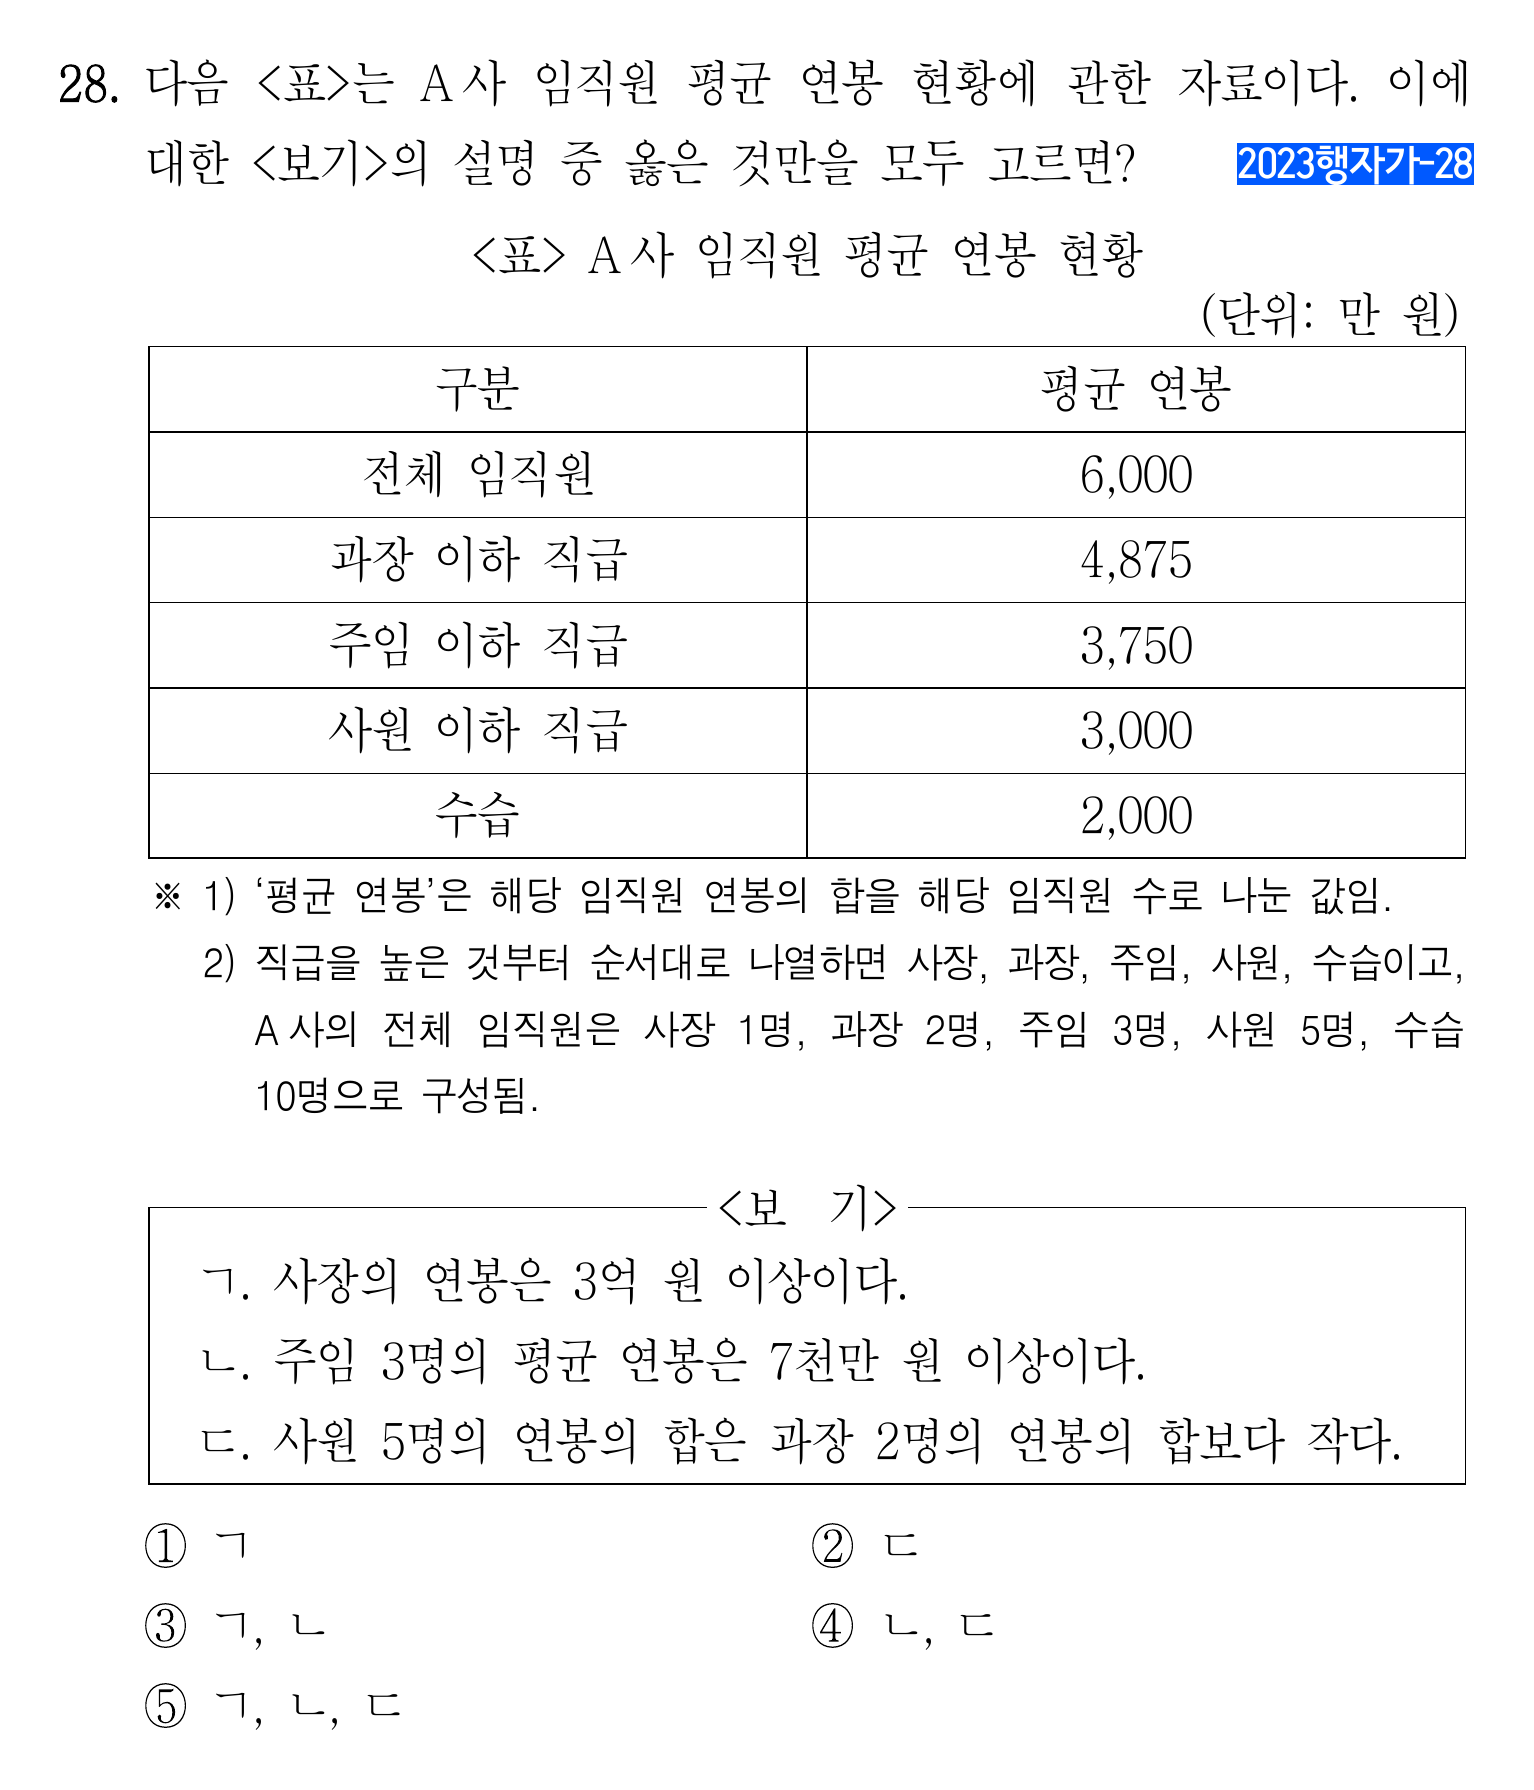 28. 다음 <표>는 A사 임직원 평균 연봉 현황에 관한 자료이다. 이에
대한 <보기>의 설명 중 옳은 것만을 모두 고르면? 2023행자가-28
<표> A사 임직원 평균 연봉 현황
(단위: 만 원)
구분 평균 연봉
전체 임직원 6,000
과장 이하 직급 4,875
주임 이하 직급 3,750
사원 이하 직급 3,000
수습 2,000
※ 1) ‘평균 연봉’은 해당 임직원 연봉의 합을 해당 임직원 수로 나눈 값임.
2) 직급을 높은 것부터 순서대로 나열하면 사장, 과장, 주임, 사원, 수습이고,
A사의 전체 임직원은 사장 1명, 과장 2명, 주임 3명, 사원 5명, 수습
10명으로 구성됨.
<보 기>
ㄱ. 사장의 연봉은 3억 원 이상이다.
ㄴ. 주임 3명의 평균 연봉은 7천만 원 이상이다.
ㄷ. 사원 5명의 연봉의 합은 과장 2명의 연봉의 합보다 작다.
① ㄱ ② ㄷ
③ ㄱ, ㄴ ④ ㄴ, ㄷ
⑤ ㄱ, ㄴ, ㄷ